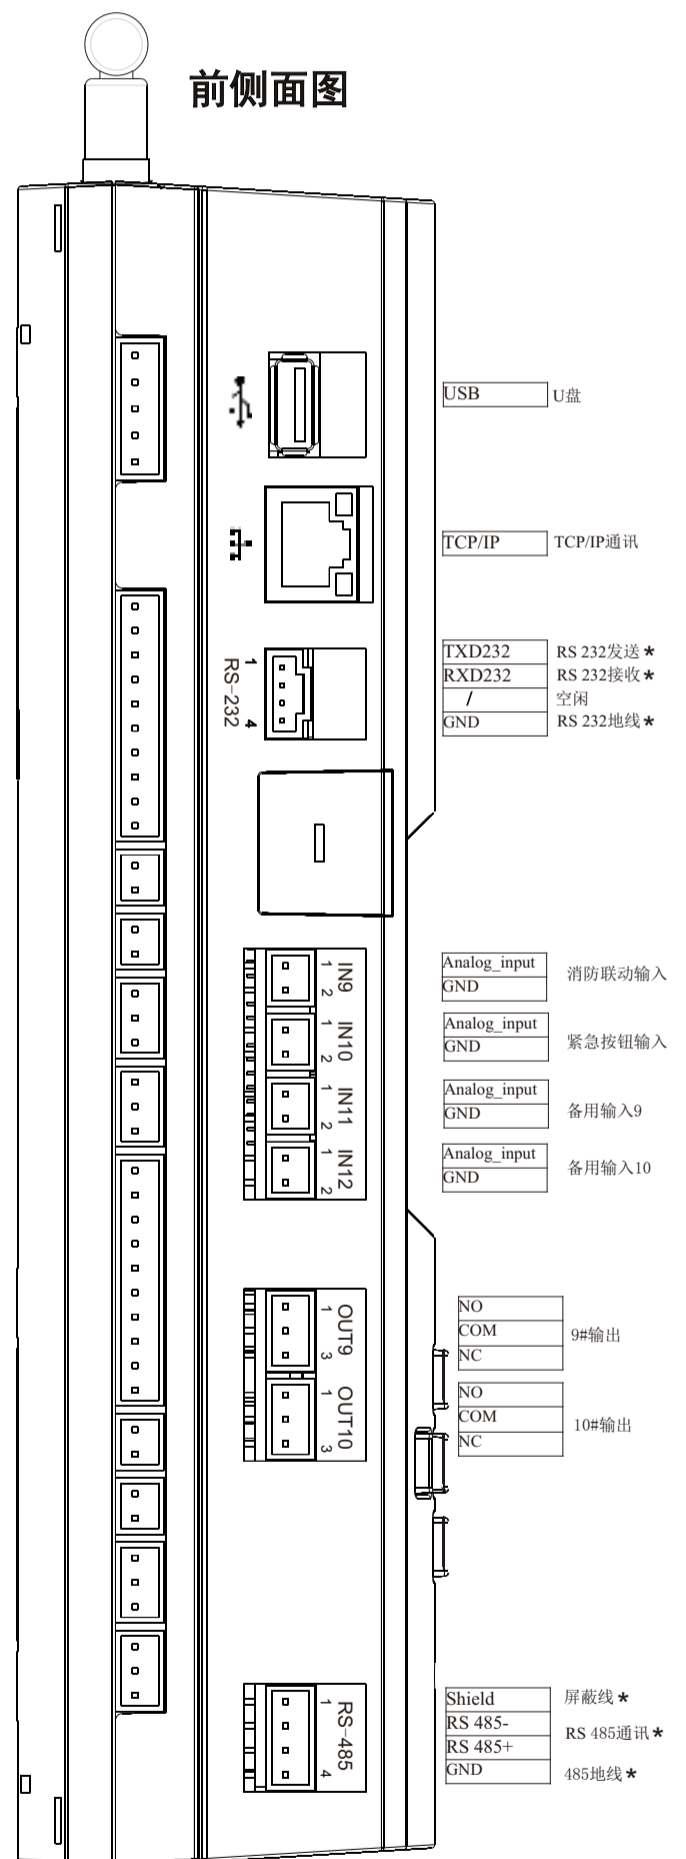 前侧面图
USB U盘
TCP/IP TCP/IP通讯
1 RS-232 4
TXD232 RS 232发送★
RXD232 RS 232接收★
/ 空闲
GND RS 232地线★
IN9 1 2
Analog_input
GND
消防联动输入
IN10 1 2
Analog_input
GND
紧急按钮输入
IN11 1 2
Analog_input
GND
备用输入9
IN12 1 2
Analog_input
GND
备用输入10
OUT9 1 3
NO
COM
NC
9#输出
OUT10 1 3
NO
COM
NC
10#输出
RS-485 1 4
Shield 屏蔽线★
RS 485-
RS 485+
RS 485通讯★
GND 485地线★